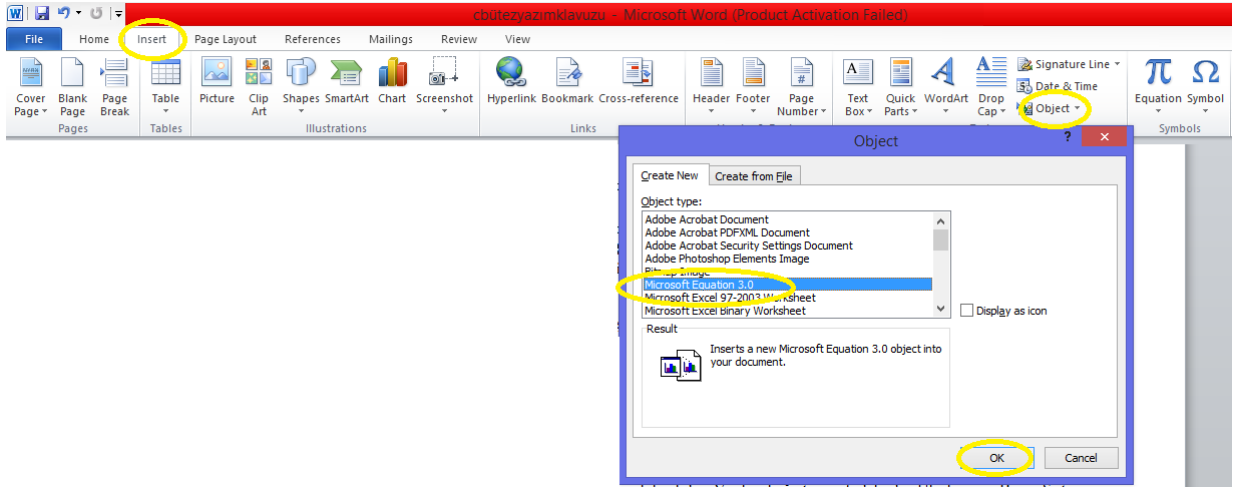 cbütezyazimklavuzu - Microsoft Word (Product Activation Failed)
File Home Insert Page Layout References Mailings Review View
Cover Page
Blank Page
Page Break
Table
Picture
Clip Art
Shapes
SmartArt
Chart
Screenshot
Hyperlink
Bookmark
Cross-reference
Header
Footer
Page Number
Text Box
Quick Parts
WordArt
Drop Cap
Signature Line
Date & Time
Object
Equation
Symbol
Pages
Tables
Illustrations
Links
Symbols
Object
Create New
Create from File
Object type:
Adobe Acrobat Document
Adobe Acrobat PDFXML Document
Adobe Acrobat Security Settings Document
Adobe Photoshop Elements Image
Bitmap Image
Microsoft Equation 3.0
Microsoft Excel 97-2003 Worksheet
Microsoft Excel Binary Worksheet
Display as icon
Result
Inserts a new Microsoft Equation 3.0 object into
your document.
OK
Cancel